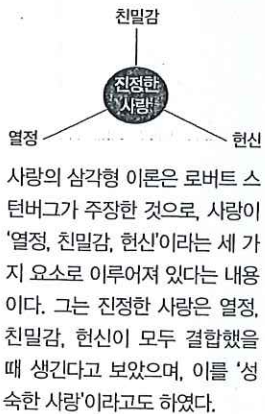 친밀감
진정한
사랑
열정
헌신
사랑의 삼각형 이론은 로버트 스
턴버그가 주장한 것으로, 사랑이
'열정, 친밀감, 헌신'이라는 세 가
지 요소로 이루어져 있다는 내용
이다. 그는 진정한 사랑은 열정,
친밀감, 헌신이 모두 결합했을
때 생긴다고 보았으며, 이를 '성
숙한 사랑'이라고도 하였다.